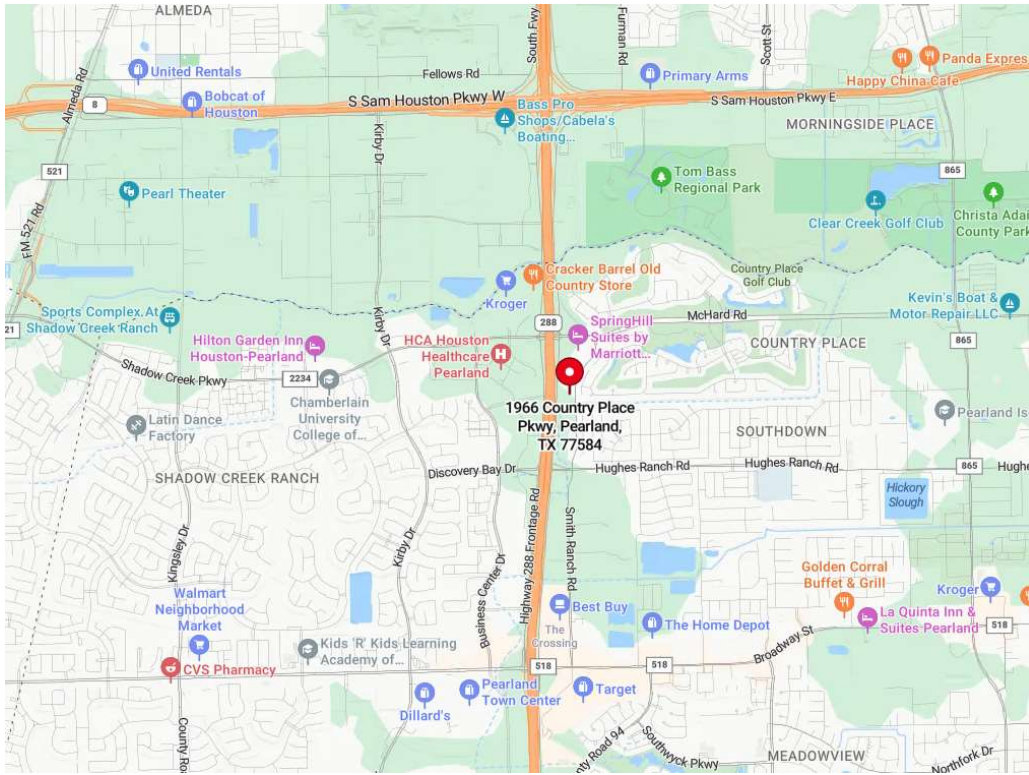 ALMEDA
South Fwy
Furman Rd
Scott St
United Rentals
Fellows Rd
Primary Arms
Panda Expres
Happy China Cafe
Almeda Rd
8
Bobcat of
Houston
S Sam Houston Pkwy W
S Sam Houston Pkwy E
Bass Pro
Shops/Cabela's
Boating...
Kirby Dr
MORNINGSIDE PLACE
521
865
Pearl Theater
Tom Bass
Regional Park
Clear Creek Golf Club
Christa Adai
County Park
FM 521 Rd
Cracker Barrel Old
Country Store
Kroger
Country Place
Golf Club
Kevin's Boat &
Motor Repair LLC
21
Sports Complex At
Shadow Creek Ranch
Kirby Dr
288
McHard Rd
SpringHill
Suites by
Marriott...
Hilton Garden Inn
Houston-Pearland
HCA Houston
Healthcare
Pearland
COUNTRY PLACE
865
Shadow Creek Pkwy
2234
Chamberlain
University
College of...
1966 Country Place
Pkwy, Pearland,
TX 77584
Latin Dance
Factory
Pearland Is
SOUTHDOWN
SHADOW CREEK RANCH
Discovery Bay Dr
Hughes Ranch Rd
Hughes Ranch Rd
865
Hughe
Hickory
Slough
Highway 288 Frontage Rd
Smith Ranch Rd
Kingsley Dr
Kirby Dr
Business Center Dr
Walmart
Neighborhood
Market
Golden Corral
Buffet & Grill
Kroger
Best Buy
The
Crossing
The Home Depot
La Quinta Inn &
Suites Pearland
518
Broadway St
Kids 'R' Kids Learning
Academy of...
CVS Pharmacy
518
518
Pearland
Town Center
Target
Dillard's
County Ro
nty Road 94
Southwyck Pkwy
MEADOWVIEW
Northfork Dr